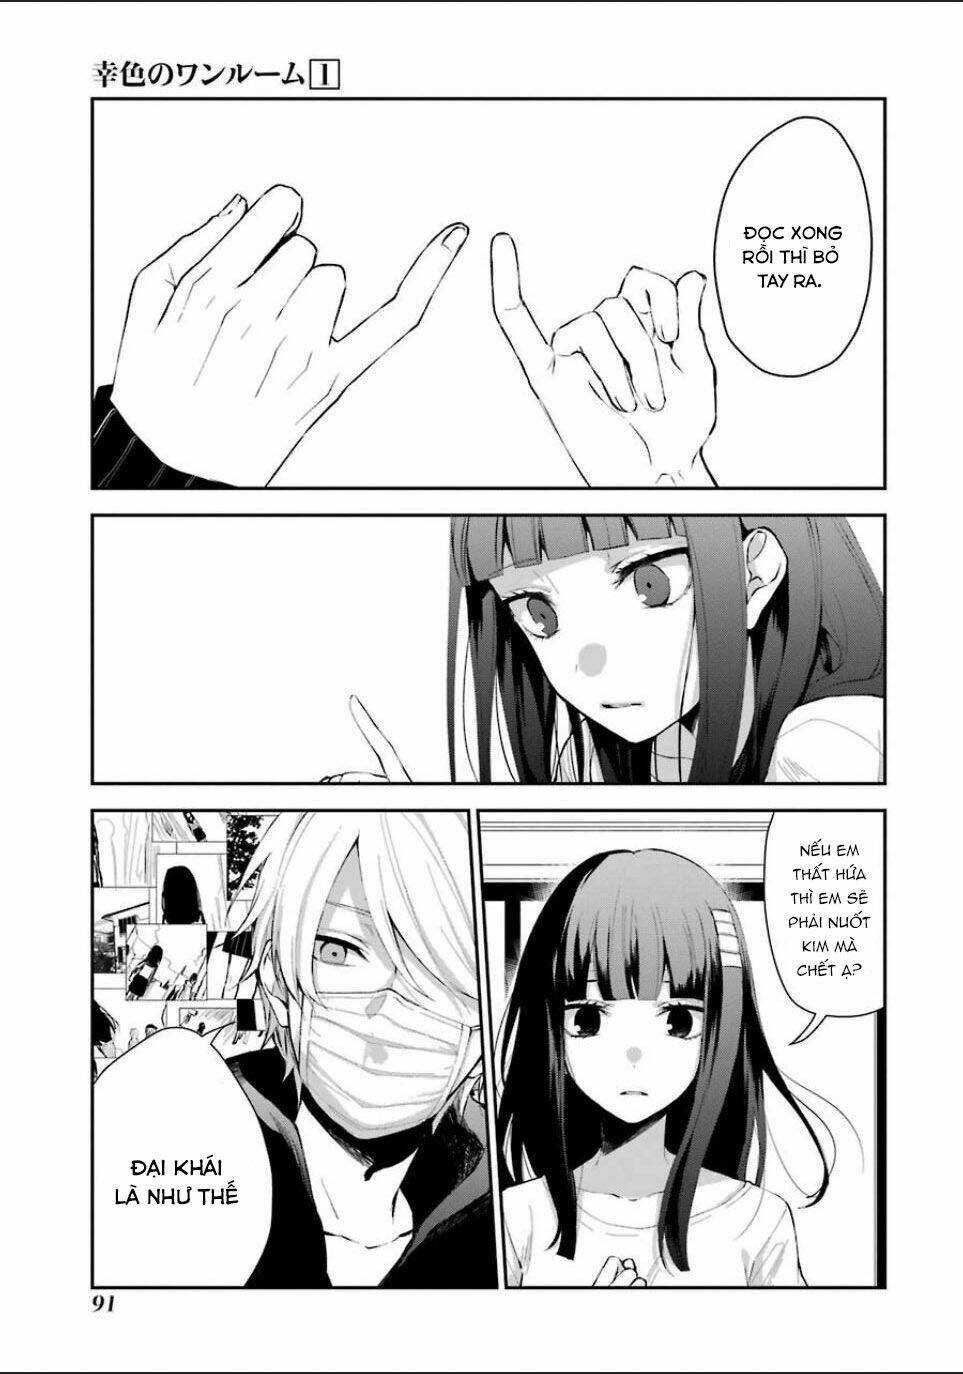 幸色のワンルーム1
ĐỌC XONG
RỒI THÌ BỎ
TAY RA.
NẾU EM
THẤT HỨA
THÌ EM SẼ
PHẢI NUỐT
KIM MÀ
CHẾT Ạ?
ĐẠI KHÁI
LÀ NHƯ THẾ
91